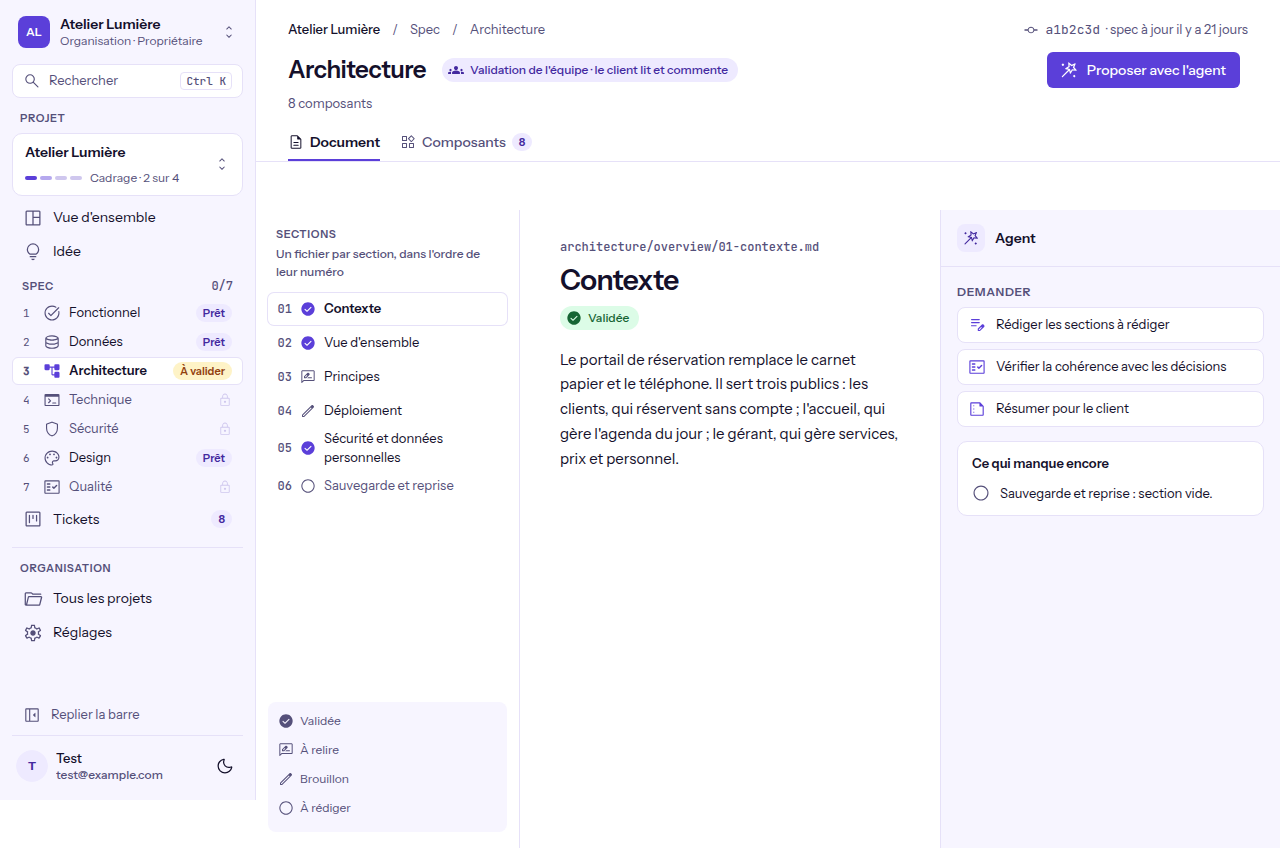 AL
Atelier Lumière
Organisation · Propriétaire
Rechercher
Ctrl K
PROJET
Atelier Lumière
Cadrage · 2 sur 4
Vue d'ensemble
Idée
SPEC 0/7
1 Fonctionnel Prêt
2 Données Prêt
3 Architecture À valider
4 Technique
5 Sécurité
6 Design Prêt
7 Qualité
Tickets 8
ORGANISATION
Tous les projets
Réglages
Replier la barre
T
Test
test@example.com
Atelier Lumière / Spec / Architecture
a1b2c3d · spec à jour il y a 21 jours
Architecture
Validation de l'équipe · le client lit et commente
Proposer avec l'agent
8 composants
Document
Composants 8
SECTIONS
Un fichier par section, dans l'ordre de
leur numéro
01 Contexte
02 Vue d'ensemble
03 Principes
04 Déploiement
05 Sécurité et données
personnelles
06 Sauvegarde et reprise
Validée
À relire
Brouillon
À rédiger
architecture/overview/01-contexte.md
Contexte
Validée
Le portail de réservation remplace le carnet
papier et le téléphone. Il sert trois publics : les
clients, qui réservent sans compte ; l'accueil, qui
gère l'agenda du jour ; le gérant, qui gère services,
prix et personnel.
Agent
DEMANDER
Rédiger les sections à rédiger
Vérifier la cohérence avec les décisions
Résumer pour le client
Ce qui manque encore
Sauvegarde et reprise : section vide.